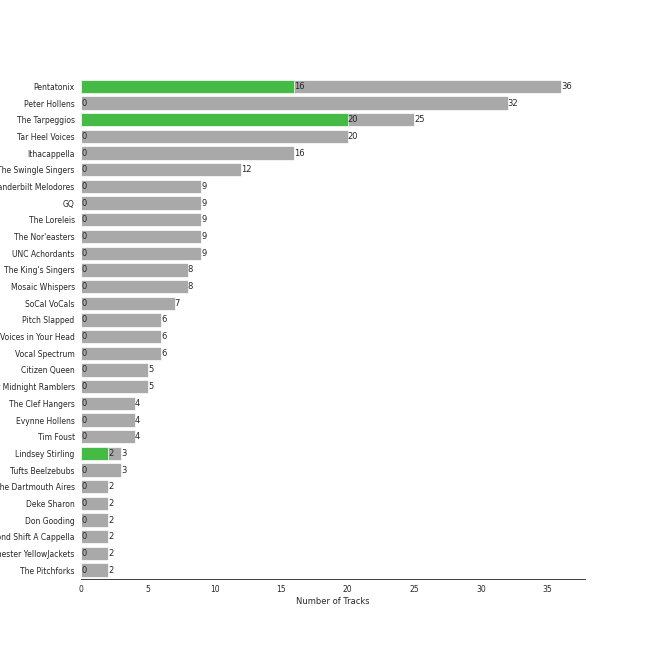 Pentatonix 16 36
Peter Hollens 0 32
The Tarpeggios 20 25
Tar Heel Voices 0 20
Ithacappella 0 16
The Swingle Singers 0 12
anderbilt Melodores 0 9
GQ 0 9
The Loreleis 0 9
The Nor'easters 0 9
UNC Achordants 0 9
The King's Singers 0 8
Mosaic Whispers 0 8
SoCal VoCals 0 7
Pitch Slapped 0 6
Voices in Your Head 0 6
Vocal Spectrum 0 6
Citizen Queen 0 5
Midnight Ramblers 0 5
The Clef Hangers 0 4
Evynne Hollens 0 4
Tim Foust 0 4
Lindsey Stirling 2 3
Tufts Beelzebubs 0 3
he Dartmouth Aires 0 2
Deke Sharon 0 2
Don Gooding 0 2
ond Shift A Cappella 0 2
hester YellowJackets 0 2
The Pitchforks 0 2
0 5 10 15 20 25 30 35
Number of Tracks